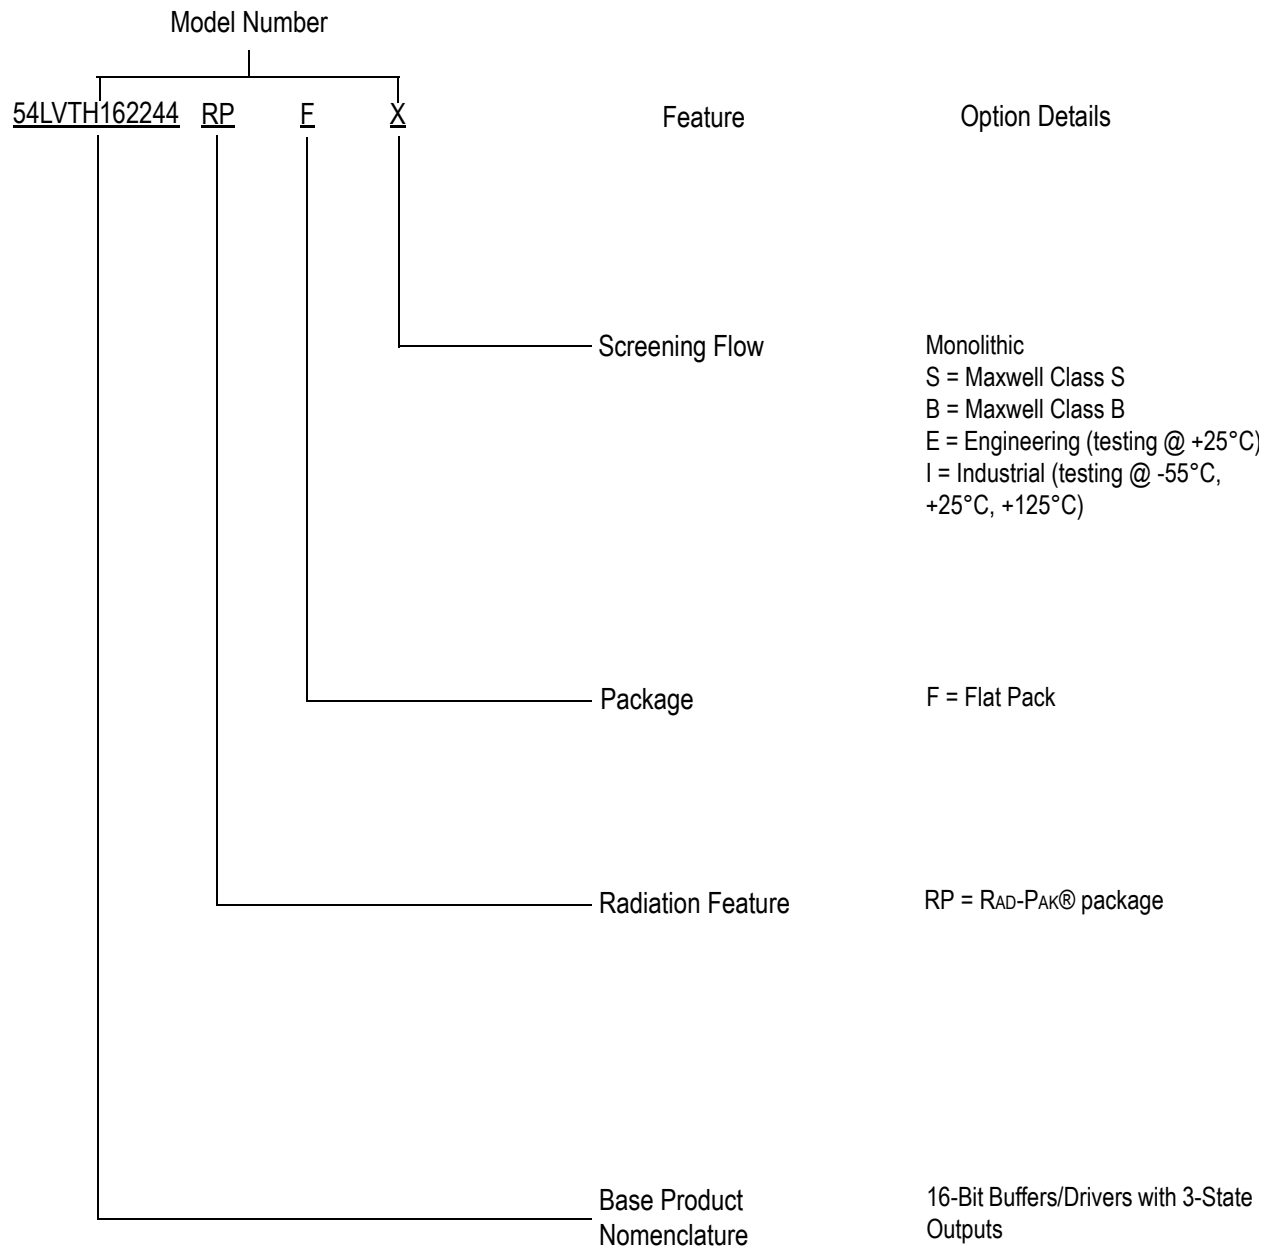 Model Number
54LVTH162244 RP F X
Feature
Option Details
Screening Flow
Monolithic
S = Maxwell Class S
B = Maxwell Class B
E = Engineering (testing @ +25°C)
I = Industrial (testing @ -55°C,
+25°C, +125°C)
Package
F = Flat Pack
Radiation Feature
RP = RAD-PAK® package
Base Product
Nomenclature
16-Bit Buffers/Drivers with 3-State
Outputs